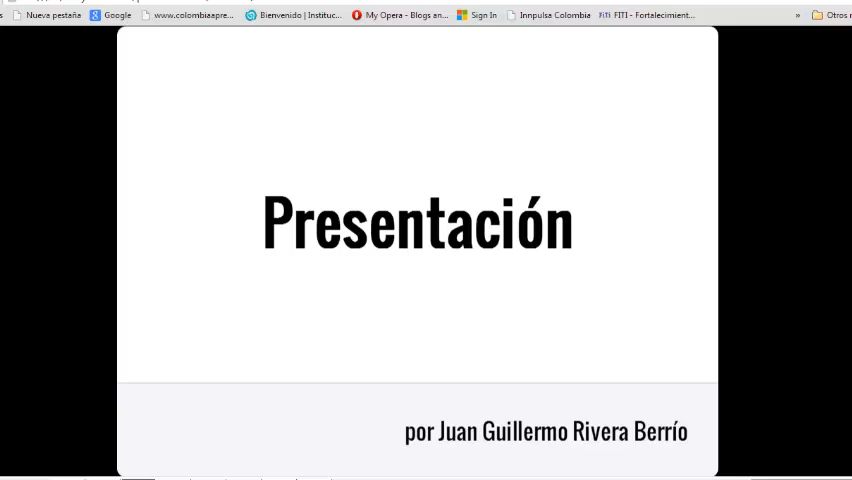 Nueva pestaña Google www.colombiaapre... Bienvenido | Instituc... My Opera - Blogs an... Sign In Innpulsa Colombia FITI FITI - Fortalecimient... » Otros
Presentación
por Juan Guillermo Rivera Berrío